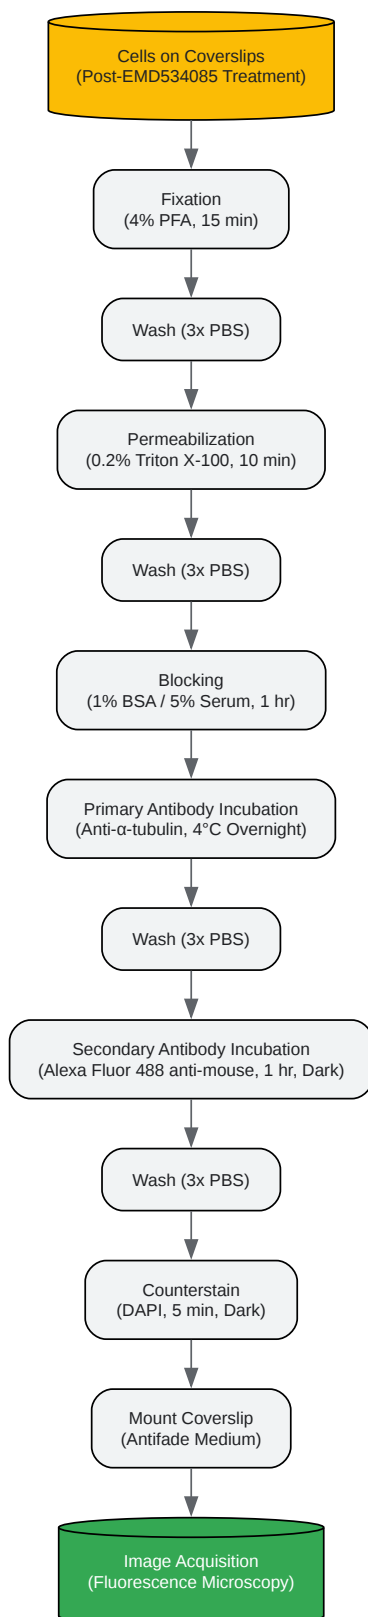 Cells on Coverslips
(Post-EMD534085 Treatment)
Fixation
(4% PFA, 15 min)
Wash (3x PBS)
Permeabilization
(0.2% Triton X-100, 10 min)
Wash (3x PBS)
Blocking
(1% BSA / 5% Serum, 1 hr)
Primary Antibody Incubation
(Anti-α-tubulin, 4°C Overnight)
Wash (3x PBS)
Secondary Antibody Incubation
(Alexa Fluor 488 anti-mouse, 1 hr, Dark)
Wash (3x PBS)
Counterstain
(DAPI, 5 min, Dark)
Mount Coverslip
(Antifade Medium)
Image Acquisition
(Fluorescence Microscopy)